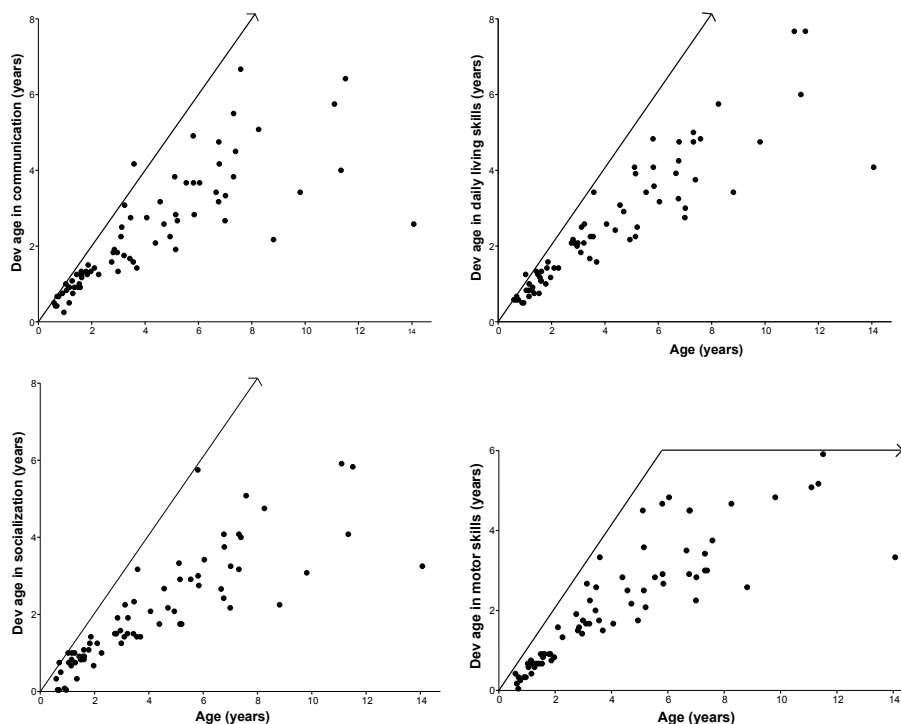 Dev age in communication (years)
8
6
4
2
0
0 2 4 6 8 10 12 14
Dev age in daily living skills (years)
8
6
4
2
0
0 2 4 6 8 10 12 14
Age (years)
Dev age in socialization (years)
8
6
4
2
0
0 2 4 6 8 10 12 14
Age (years)
Dev age in motor skills (years)
6
4
2
0
0 2 4 6 8 10 12 14
Age (years)